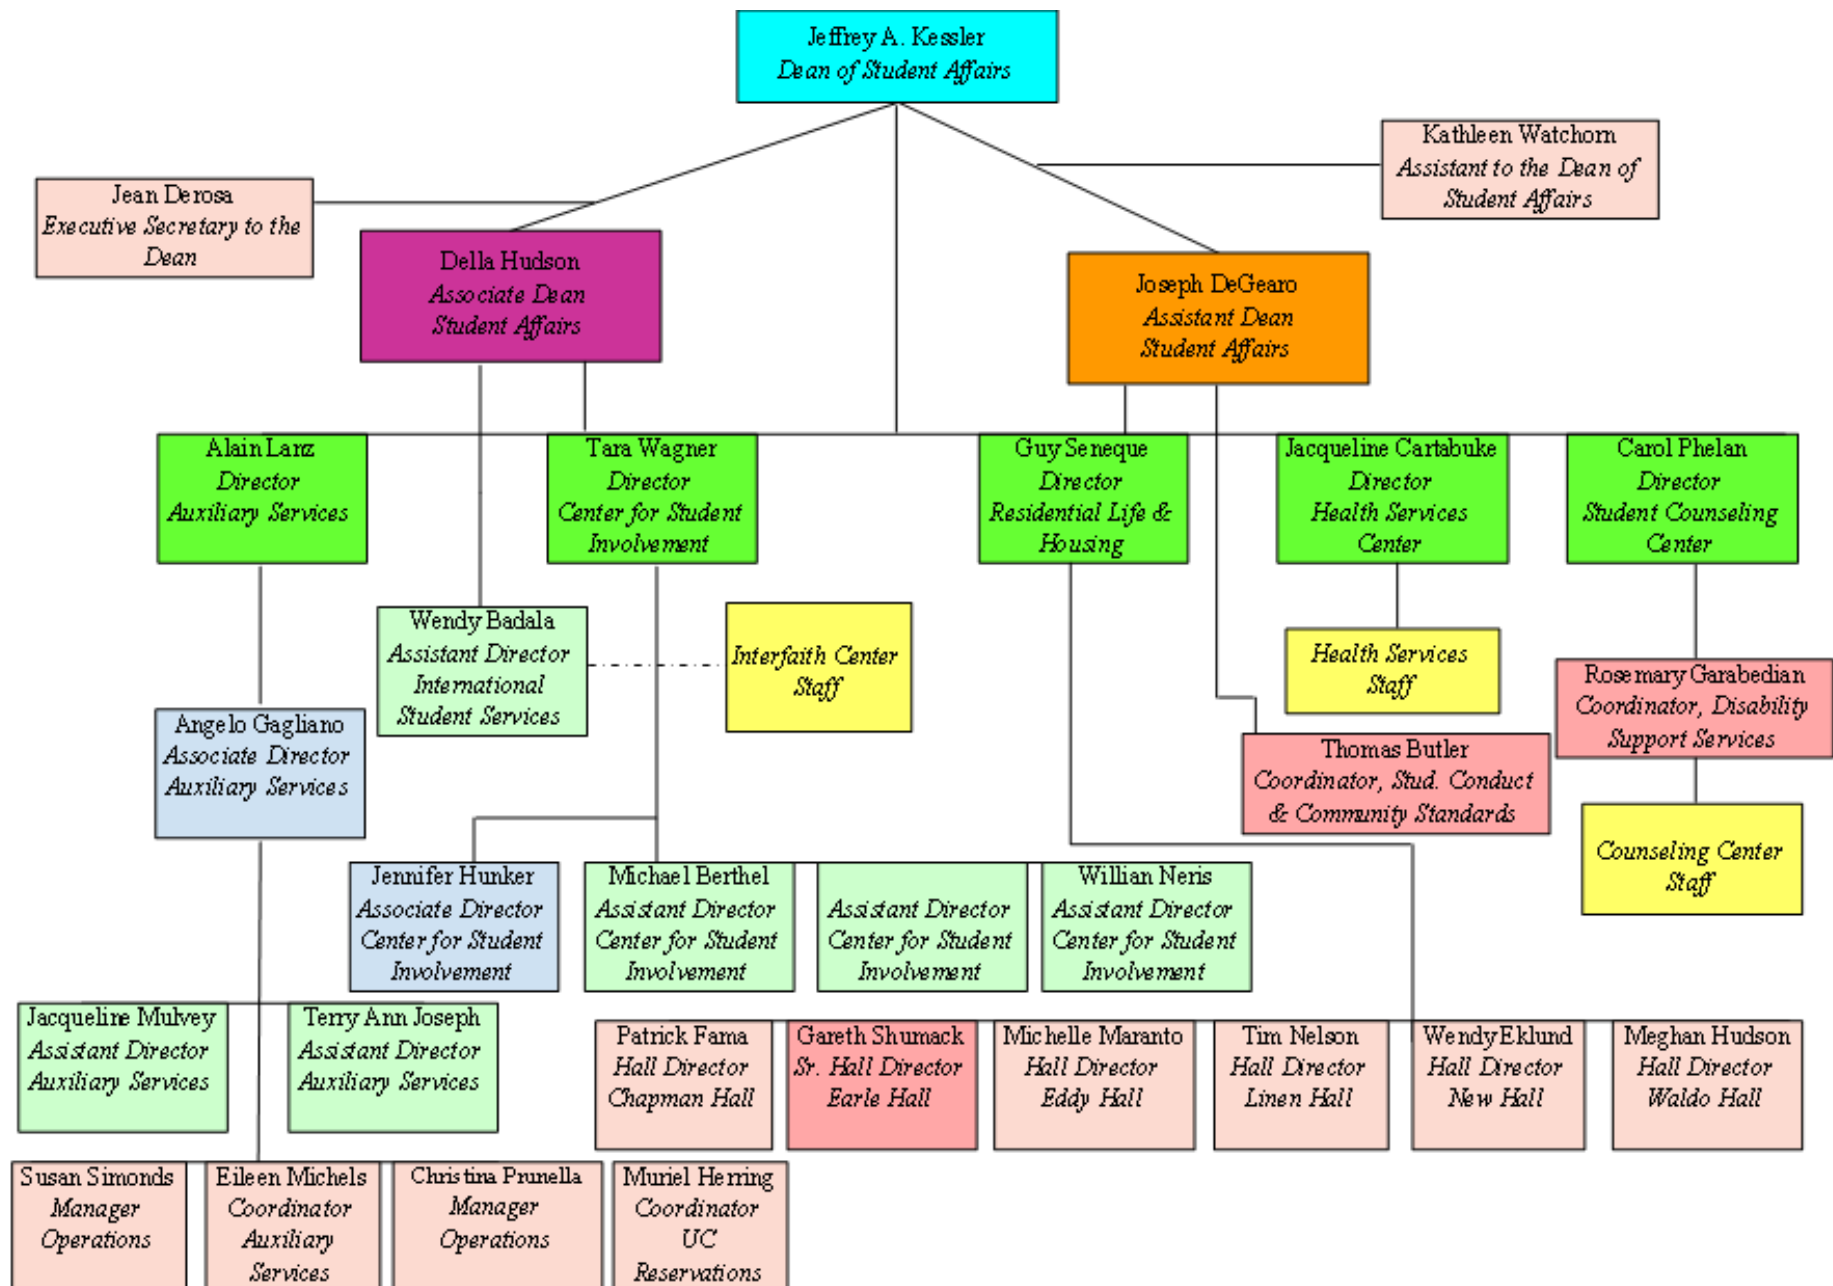 Jeffrey A. Kessler
Dean of Student Affairs
Kathleen Watchorn
Assistant to the Dean of
Student Affairs
Jean Derosa
Executive Secretary to the
Dean
Della Hudson
Associate Dean
Student Affairs
Joseph DeGearo
Assistant Dean
Student Affairs
Alain Lanz
Director
Auxiliary Services
Tara Wagner
Director
Center for Student
Involvement
Guy Seneque
Director
Residential Life &
Housing
Jacqueline Cartabuke
Director
Health Services
Center
Carol Phelan
Director
Student Counseling
Center
Wendy Badala
Assistant Director
International
Student Services
Interfaith Center
Staff
Health Services
Staff
Rosemary Garabedian
Coordinator, Disability
Support Services
Angelo Gagliano
Associate Director
Auxiliary Services
Thomas Butler
Coordinator, Stud. Conduct
& Community Standards
Counseling Center
Staff
Jennifer Hunker
Associate Director
Center for Student
Involvement
Michael Berthel
Assistant Director
Center for Student
Involvement
Assistant Director
Center for Student
Involvement
Willian Neris
Assistant Director
Center for Student
Involvement
Jacqueline Mulvey
Assistant Director
Auxiliary Services
Terry Ann Joseph
Assistant Director
Auxiliary Services
Patrick Fama
Hall Director
Chapman Hall
Gareth Shumack
Sr. Hall Director
Earle Hall
Michelle Maranto
Hall Director
Eddy Hall
Tim Nelson
Hall Director
Linen Hall
Wendy Eklund
Hall Director
New Hall
Meghan Hudson
Hall Director
Waldo Hall
Susan Simonds
Manager
Operations
Eileen Michels
Coordinator
Auxiliary
Services
Christina Prunella
Manager
Operations
Muriel Herring
Coordinator
UC
Reservations